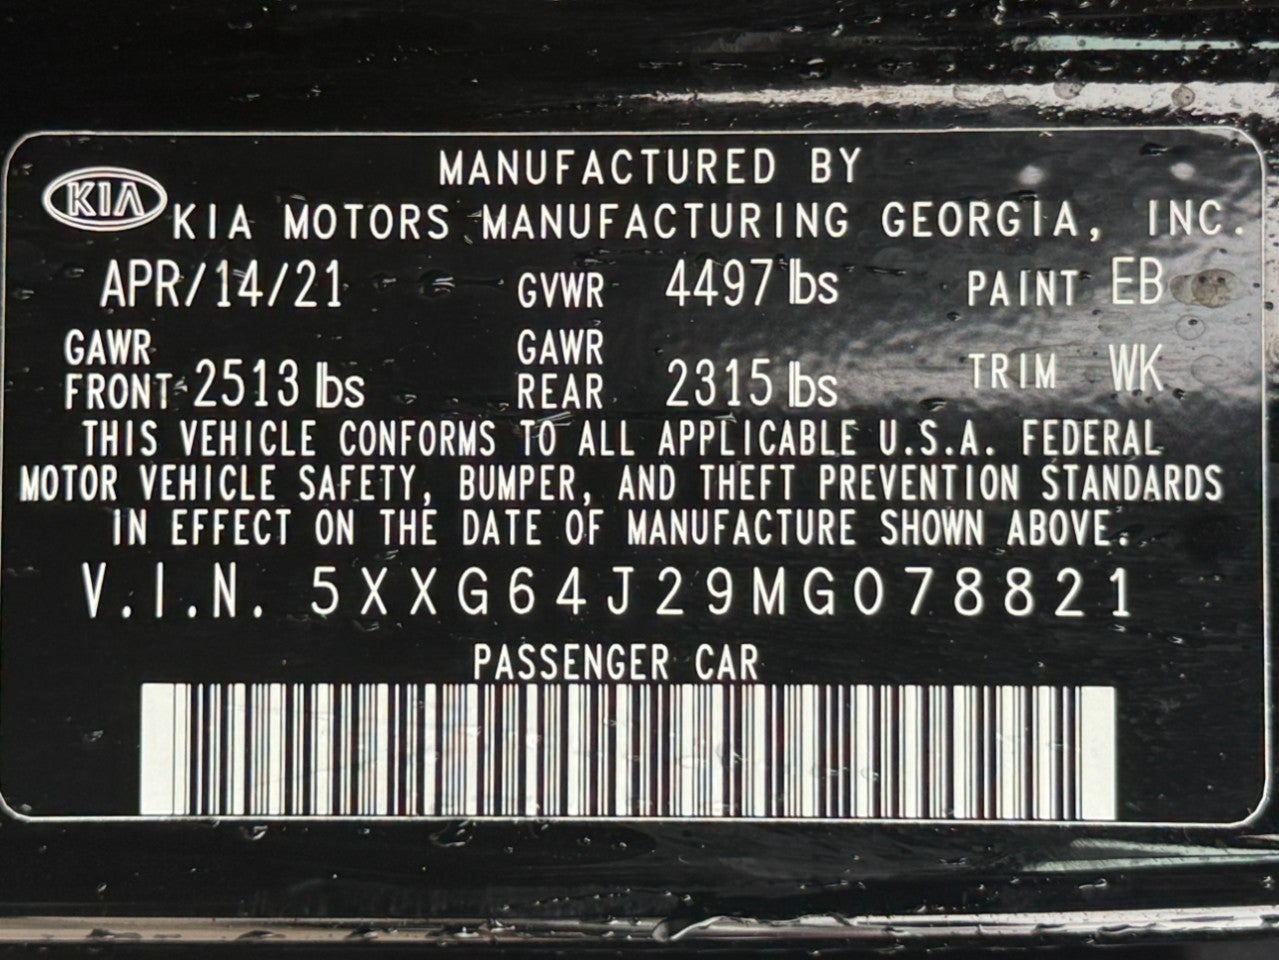 MANUFACTURED BY
KIA
KIA MOTORS MANUFACTURING GEORGIA, INC.
APR/14/21 GVWR 4497 lbs PAINT EB
GAWR FRONT 2513 lbs GAWR REAR 2315 lbs TRIM WK
THIS VEHICLE CONFORMS TO ALL APPLICABLE U.S.A. FEDERAL
MOTOR VEHICLE SAFETY, BUMPER, AND THEFT PREVENTION STANDARDS
IN EFFECT ON THE DATE OF MANUFACTURE SHOWN ABOVE.
V.I.N. 5XXG64J29MG078821
PASSENGER CAR